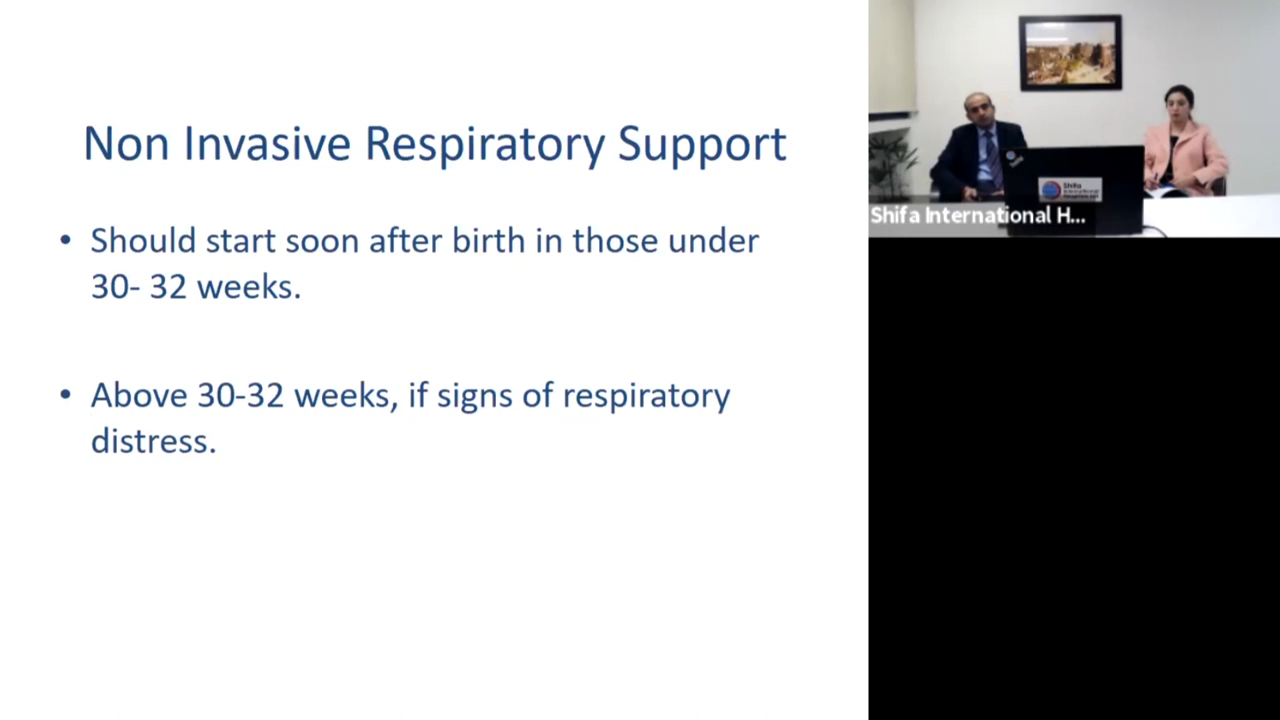 Non Invasive Respiratory Support
• Should start soon after birth in those under
30- 32 weeks.
• Above 30-32 weeks, if signs of respiratory
distress.
Shifa International H...
Shifa